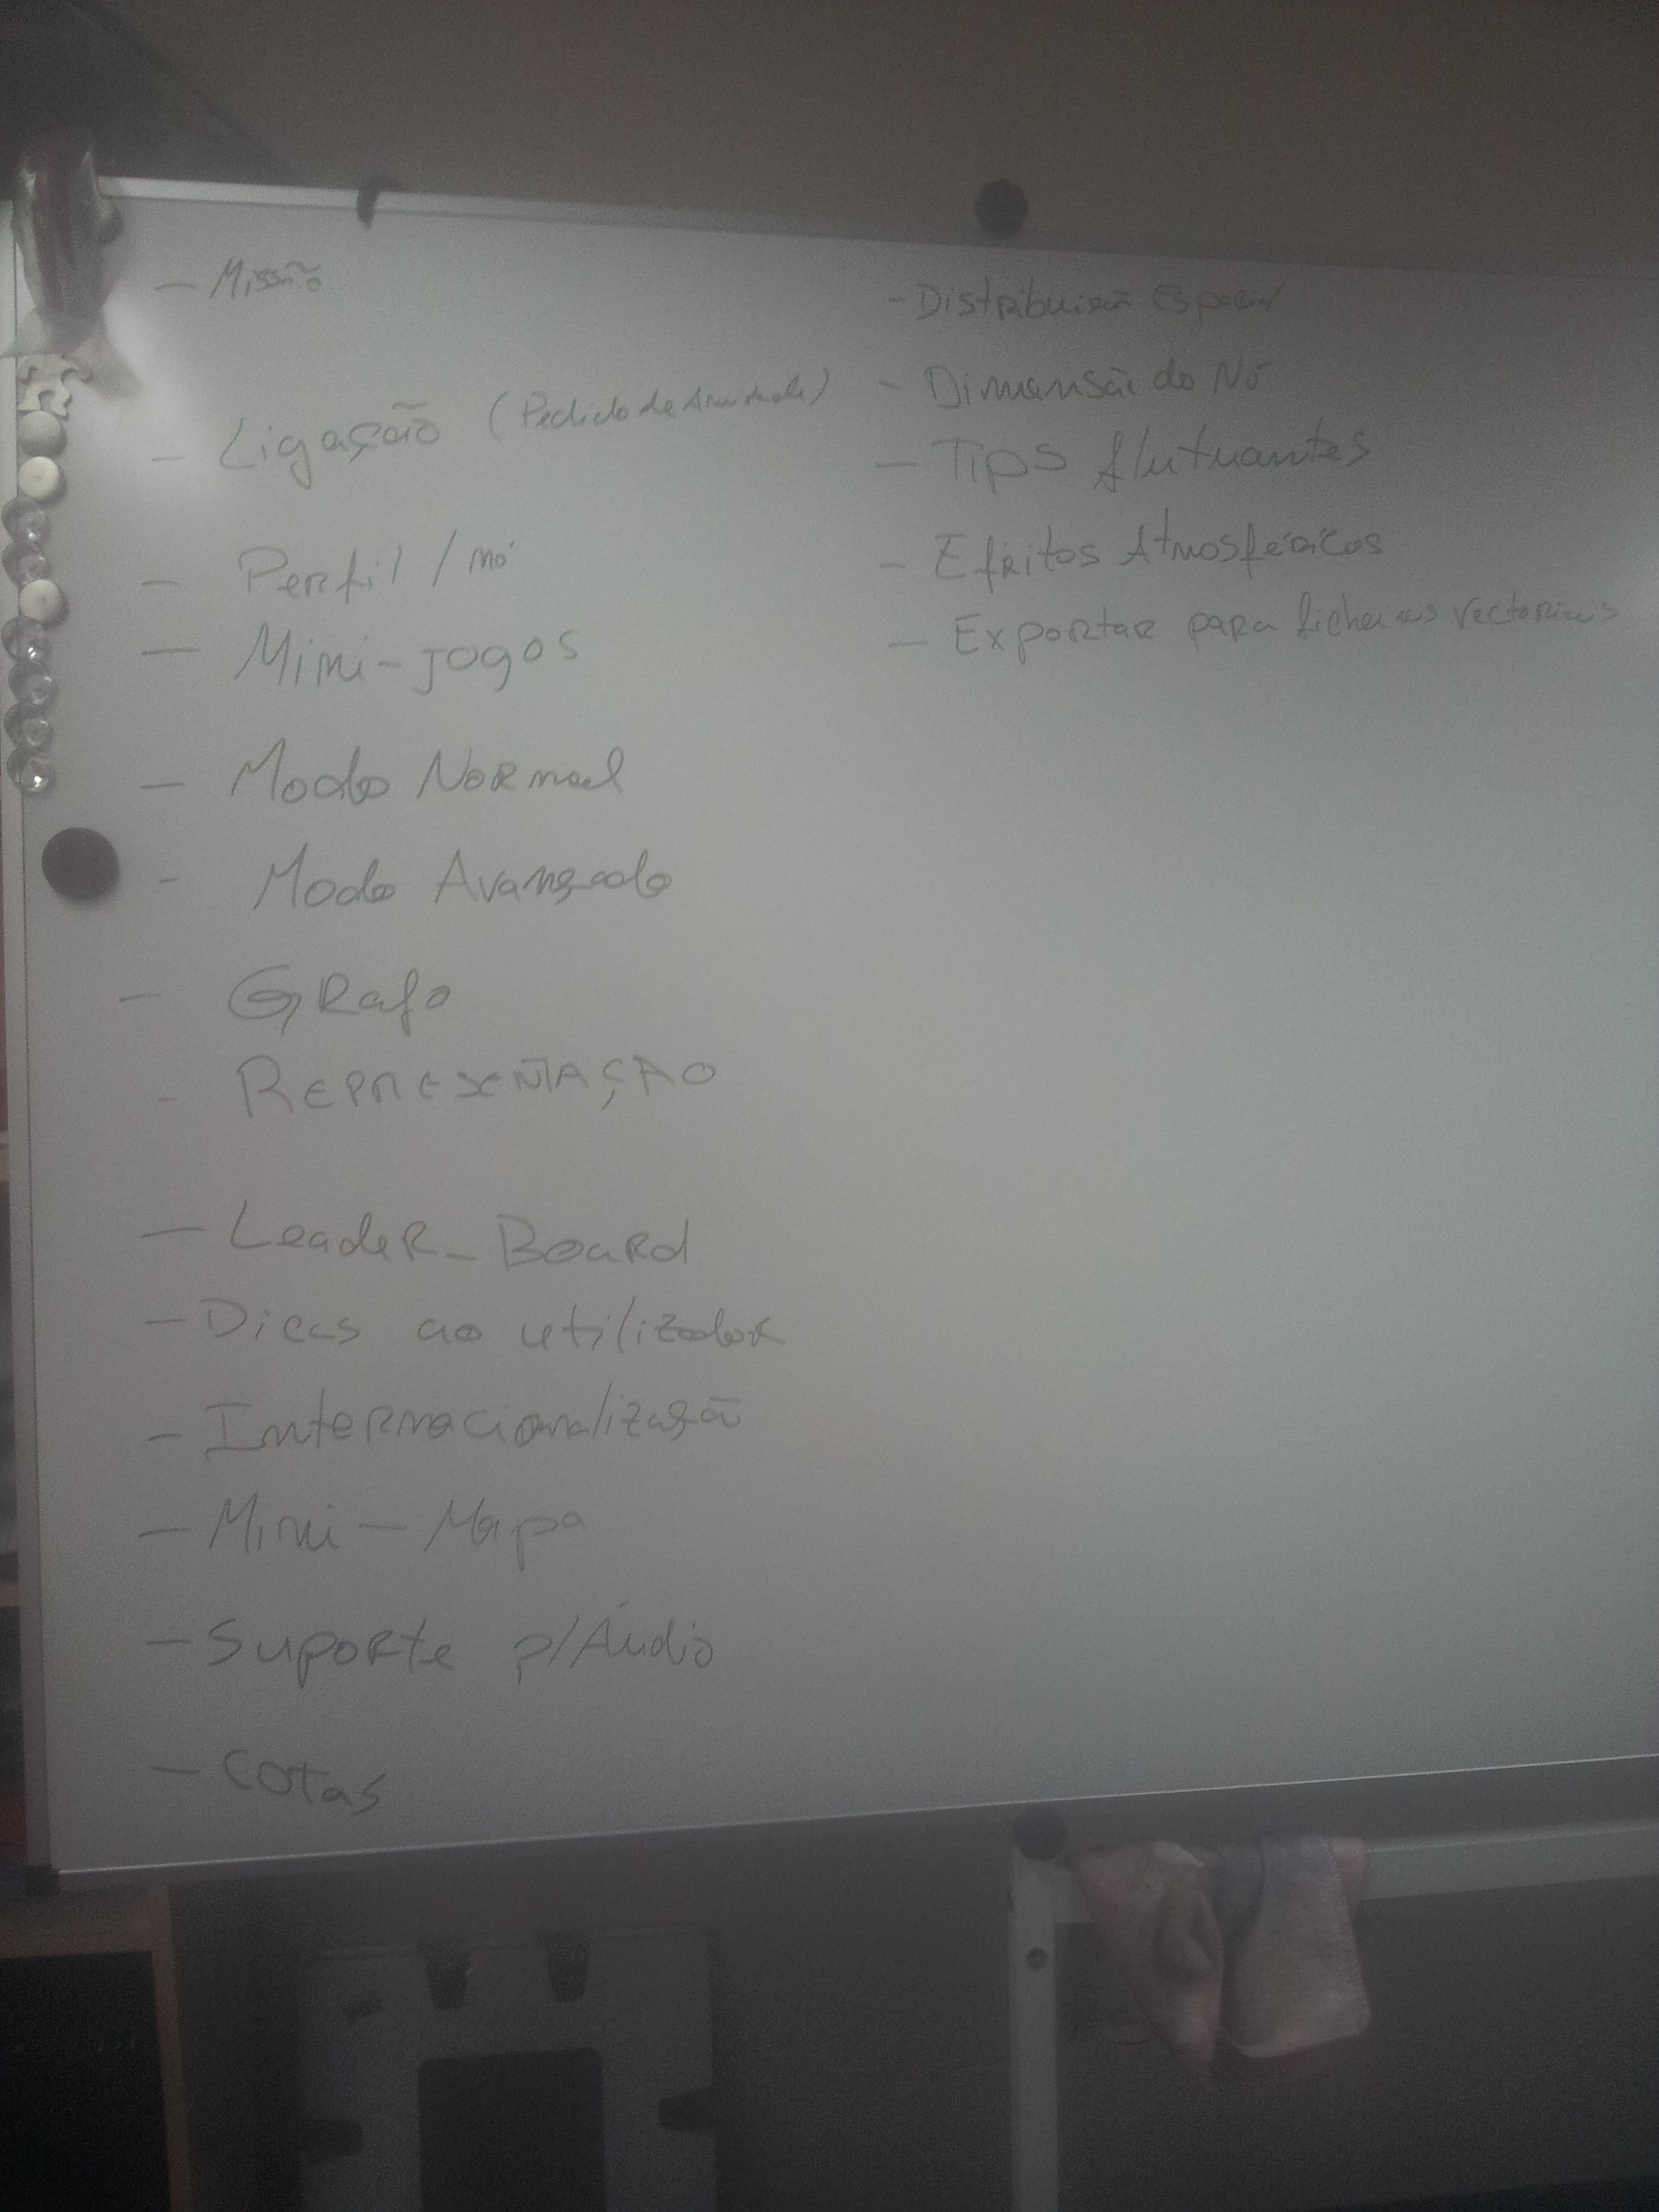 - Missão
- Ligação (Pedido de Amizade)
- Perfil / nó
- Mini-jogos
- Modo Normal
- Modo Avançado
- Grafo
- REPRESENTAÇÃO
- Leader-Board
- Dicas ao utilizador
- Internacionalização
- Mini-Mapa
- Suporte p/Áudio
- Cotas
- Distribuição Espacial
- Dimensão do Nó
- Tips flutuantes
- Efeitos Atmosféricos
- Exportar para ficheiros vectoriais